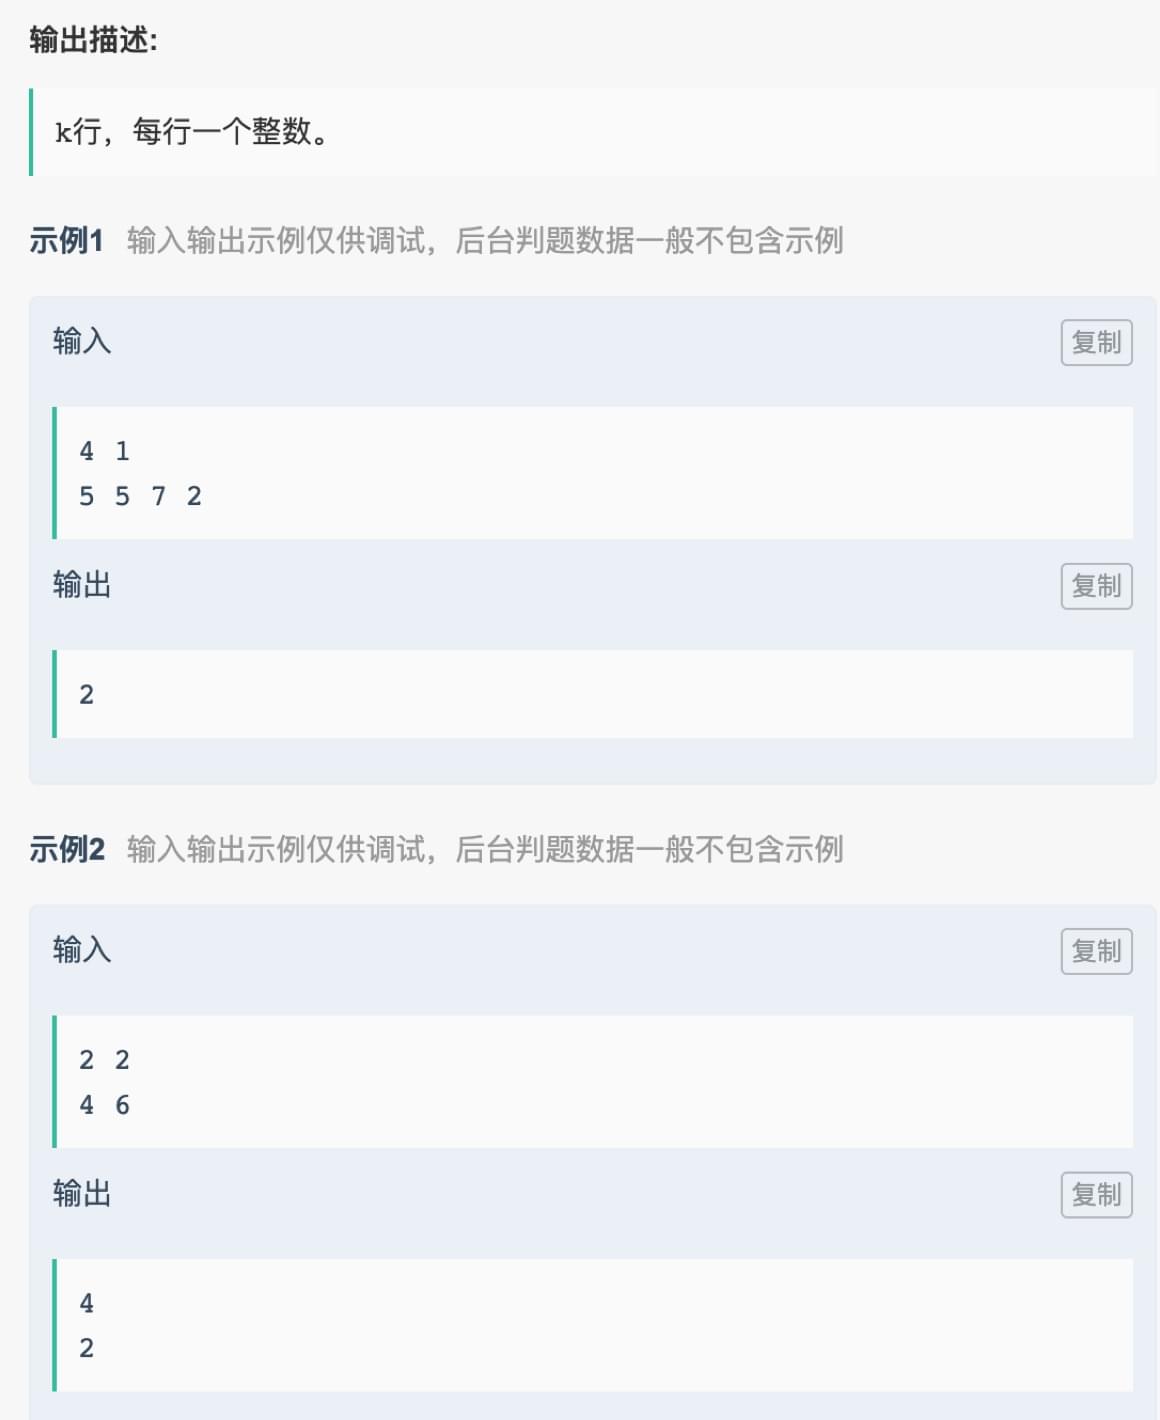 输出描述:
k行，每行一个整数。
示例1 输入输出示例仅供调试，后台判题数据一般不包含示例
输入 复制
4 1
5 5 7 2
输出 复制
2
示例2 输入输出示例仅供调试，后台判题数据一般不包含示例
输入 复制
2 2
4 6
输出 复制
4
2